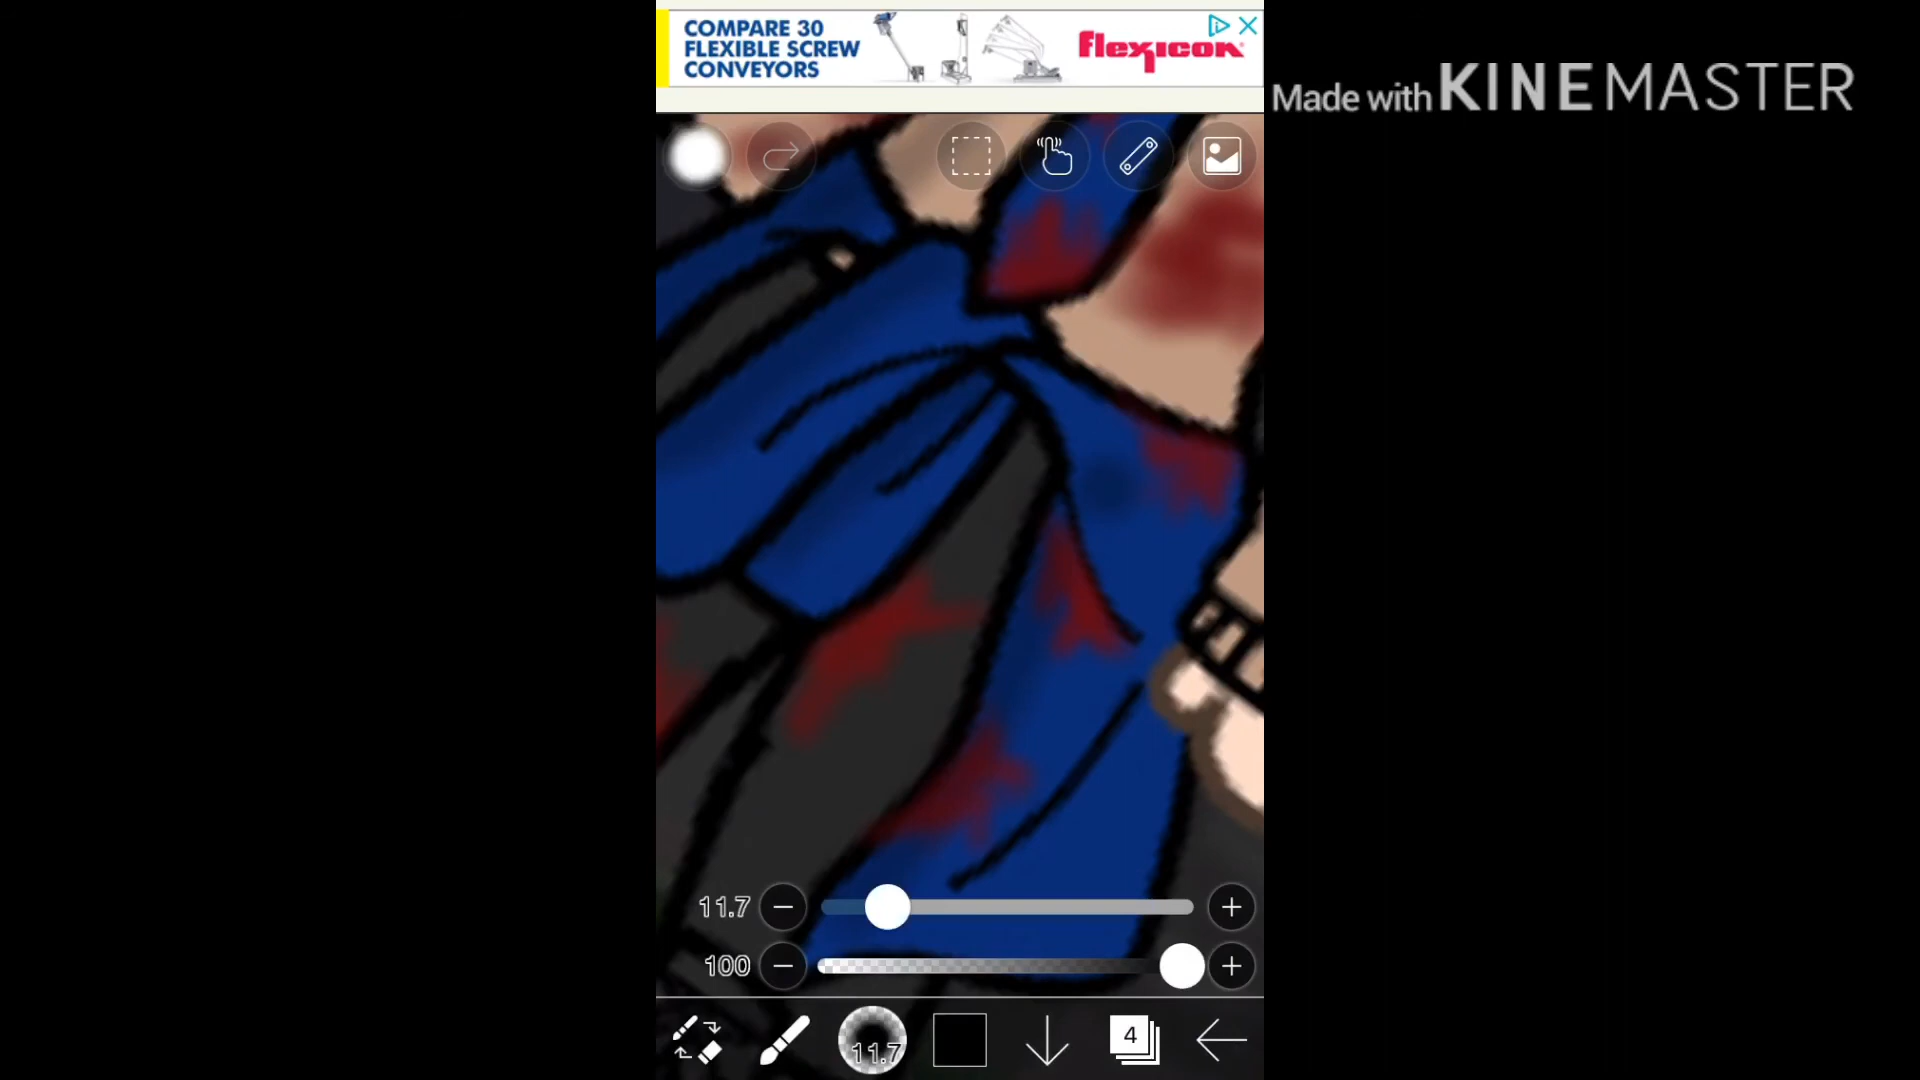 COMPARE 30
FLEXIBLE SCREW
CONVEYORS
flexicon
Made with KINEMASTER
11.7
100
11.7
4